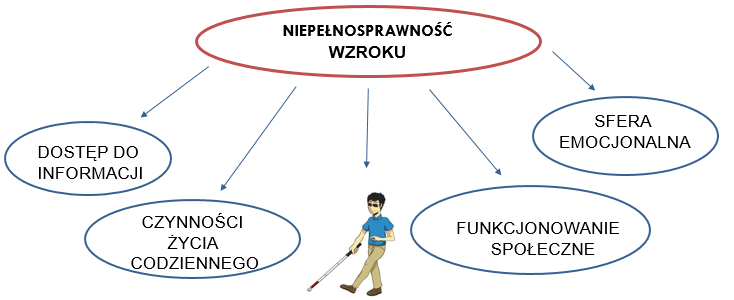 NIEPEŁNOSPRAWNOŚĆ
WZROKU
DOSTĘP DO
INFORMACJI
CZYNNOŚCI
ŻYCIA
CODZIENNEGO
FUNKCJONOWANIE
SPOŁECZNE
SFERA
EMOCJONALNA